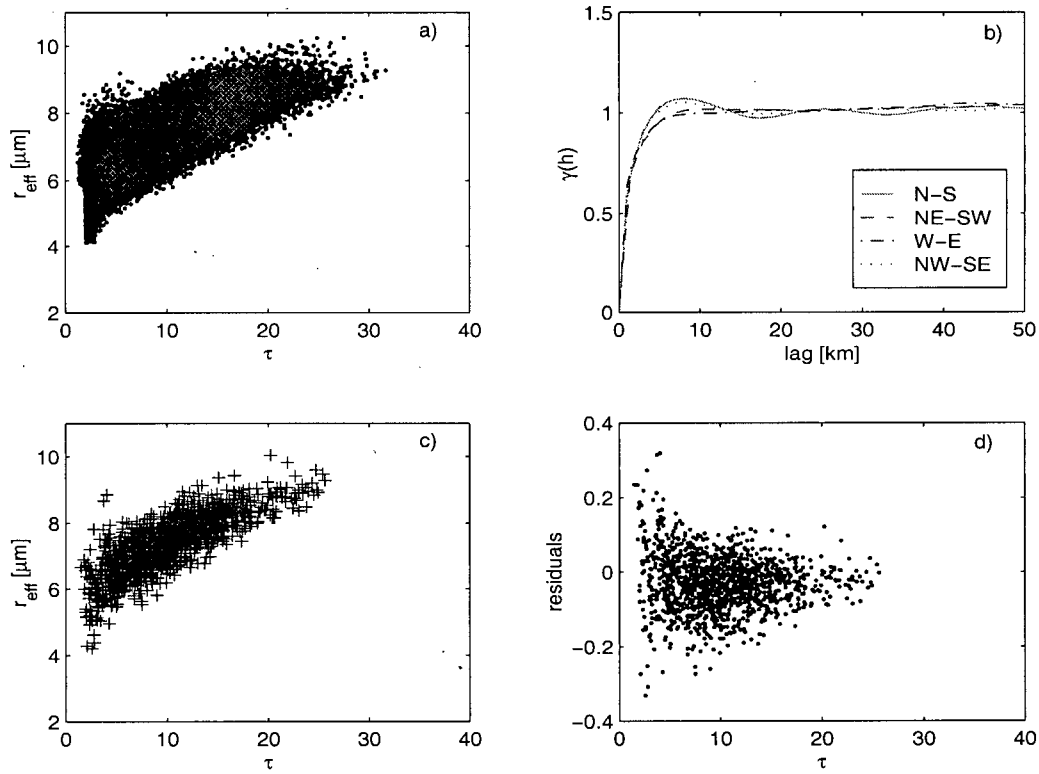 a)
10
8
6
4
2
r_eff [μm]
0 10 20 30 40
τ
b)
1.5
1
0.5
0
γ(h)
N-S
NE-SW
W-E
NW-SE
0 10 20 30 40 50
lag [km]
c)
10
8
6
4
2
r_eff [μm]
0 10 20 30 40
τ
d)
0.4
0.2
0
-0.2
-0.4
residuals
0 10 20 30 40
τ